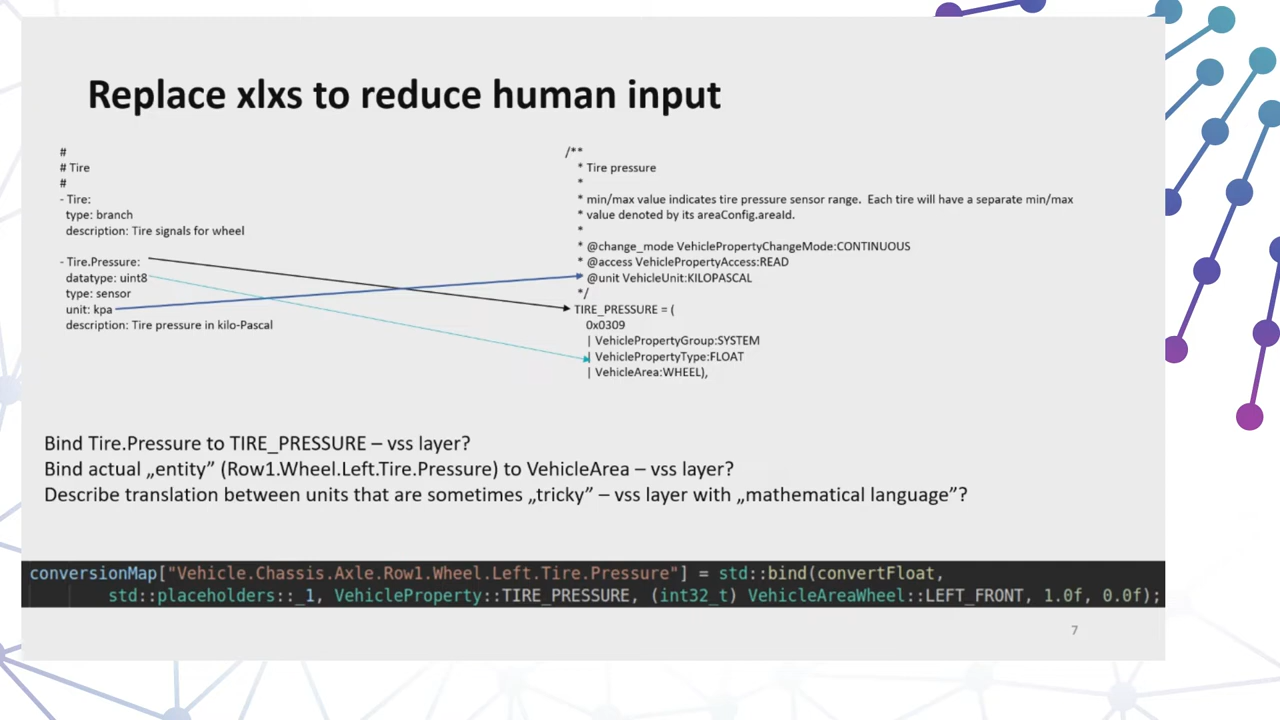 Replace xlxs to reduce human input
#
# Tire
#
- Tire:
type: branch
description: Tire signals for wheel
- Tire.Pressure:
datatype: uint8
type: sensor
unit: kpa
description: Tire pressure in kilo-Pascal
/**
* Tire pressure
*
* min/max value indicates tire pressure sensor range. Each tire will have a separate min/max
* value denoted by its areaConfig.areaId.
*
* @change_mode VehiclePropertyChangeMode:CONTINUOUS
* @access VehiclePropertyAccess:READ
* @unit VehicleUnit:KILOPASCAL
*/
TIRE_PRESSURE = (
0x0309
| VehiclePropertyGroup:SYSTEM
| VehiclePropertyType:FLOAT
| VehicleArea:WHEEL),
Bind Tire.Pressure to TIRE_PRESSURE – vss layer?
Bind actual „entity” (Row1.Wheel.Left.Tire.Pressure) to VehicleArea – vss layer?
Describe translation between units that are sometimes „tricky” – vss layer with „mathematical language”?
conversionMap["Vehicle.Chassis.Axle.Row1.Wheel.Left.Tire.Pressure"] = std::bind(convertFloat,
std::placeholders::_1, VehicleProperty::TIRE_PRESSURE, (int32_t) VehicleAreaWheel::LEFT_FRONT, 1.0f, 0.0f);
7